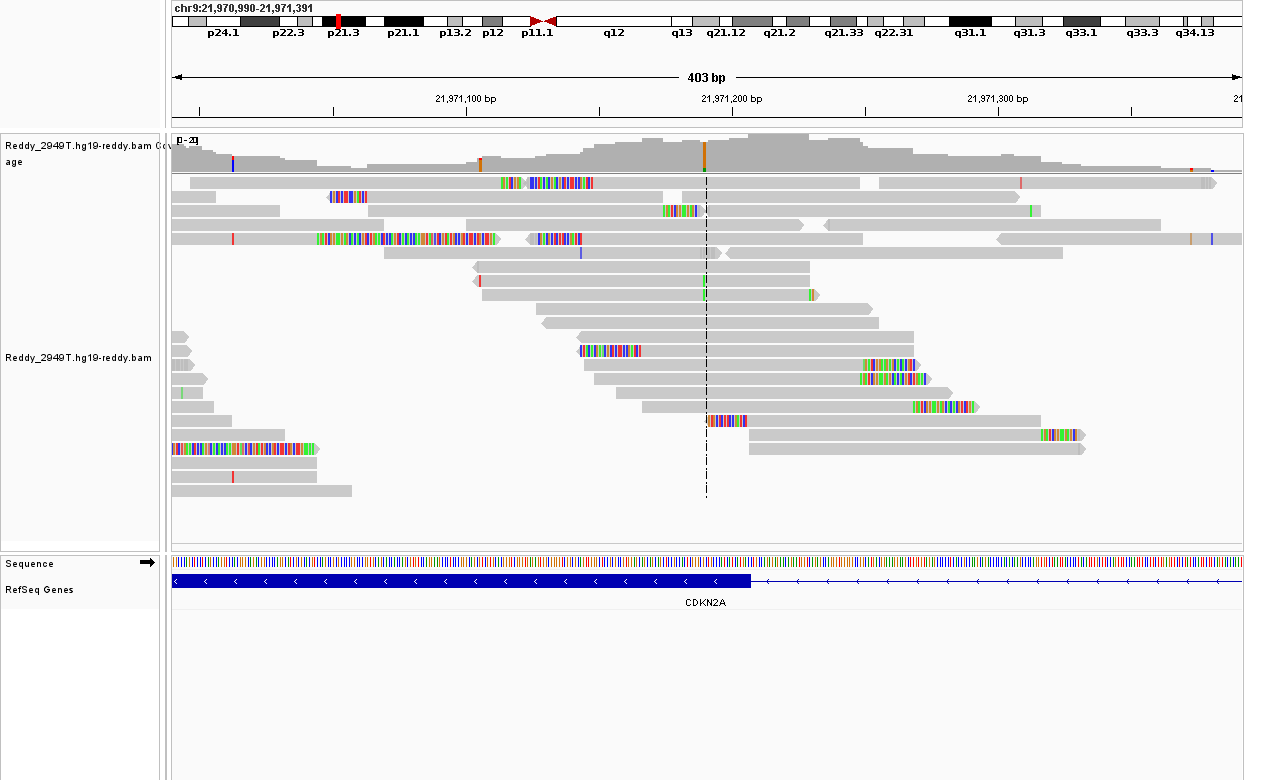 chr9:21,970,990-21,971,391
p24.1 p22.3 p21.3 p21.1 p13.2 p12 p11.1 q12 q13 q21.12 q21.2 q21.33 q22.31 q31.1 q31.3 q33.1 q33.3 q34.13
403 bp
21,971,100 bp 21,971,200 bp 21,971,300 bp 21
Reddy_2949T.hg19-reddy.bam Cov
age
[0-20]
Reddy_2949T.hg19-reddy.bam
Sequence
RefSeq Genes
CDKN2A